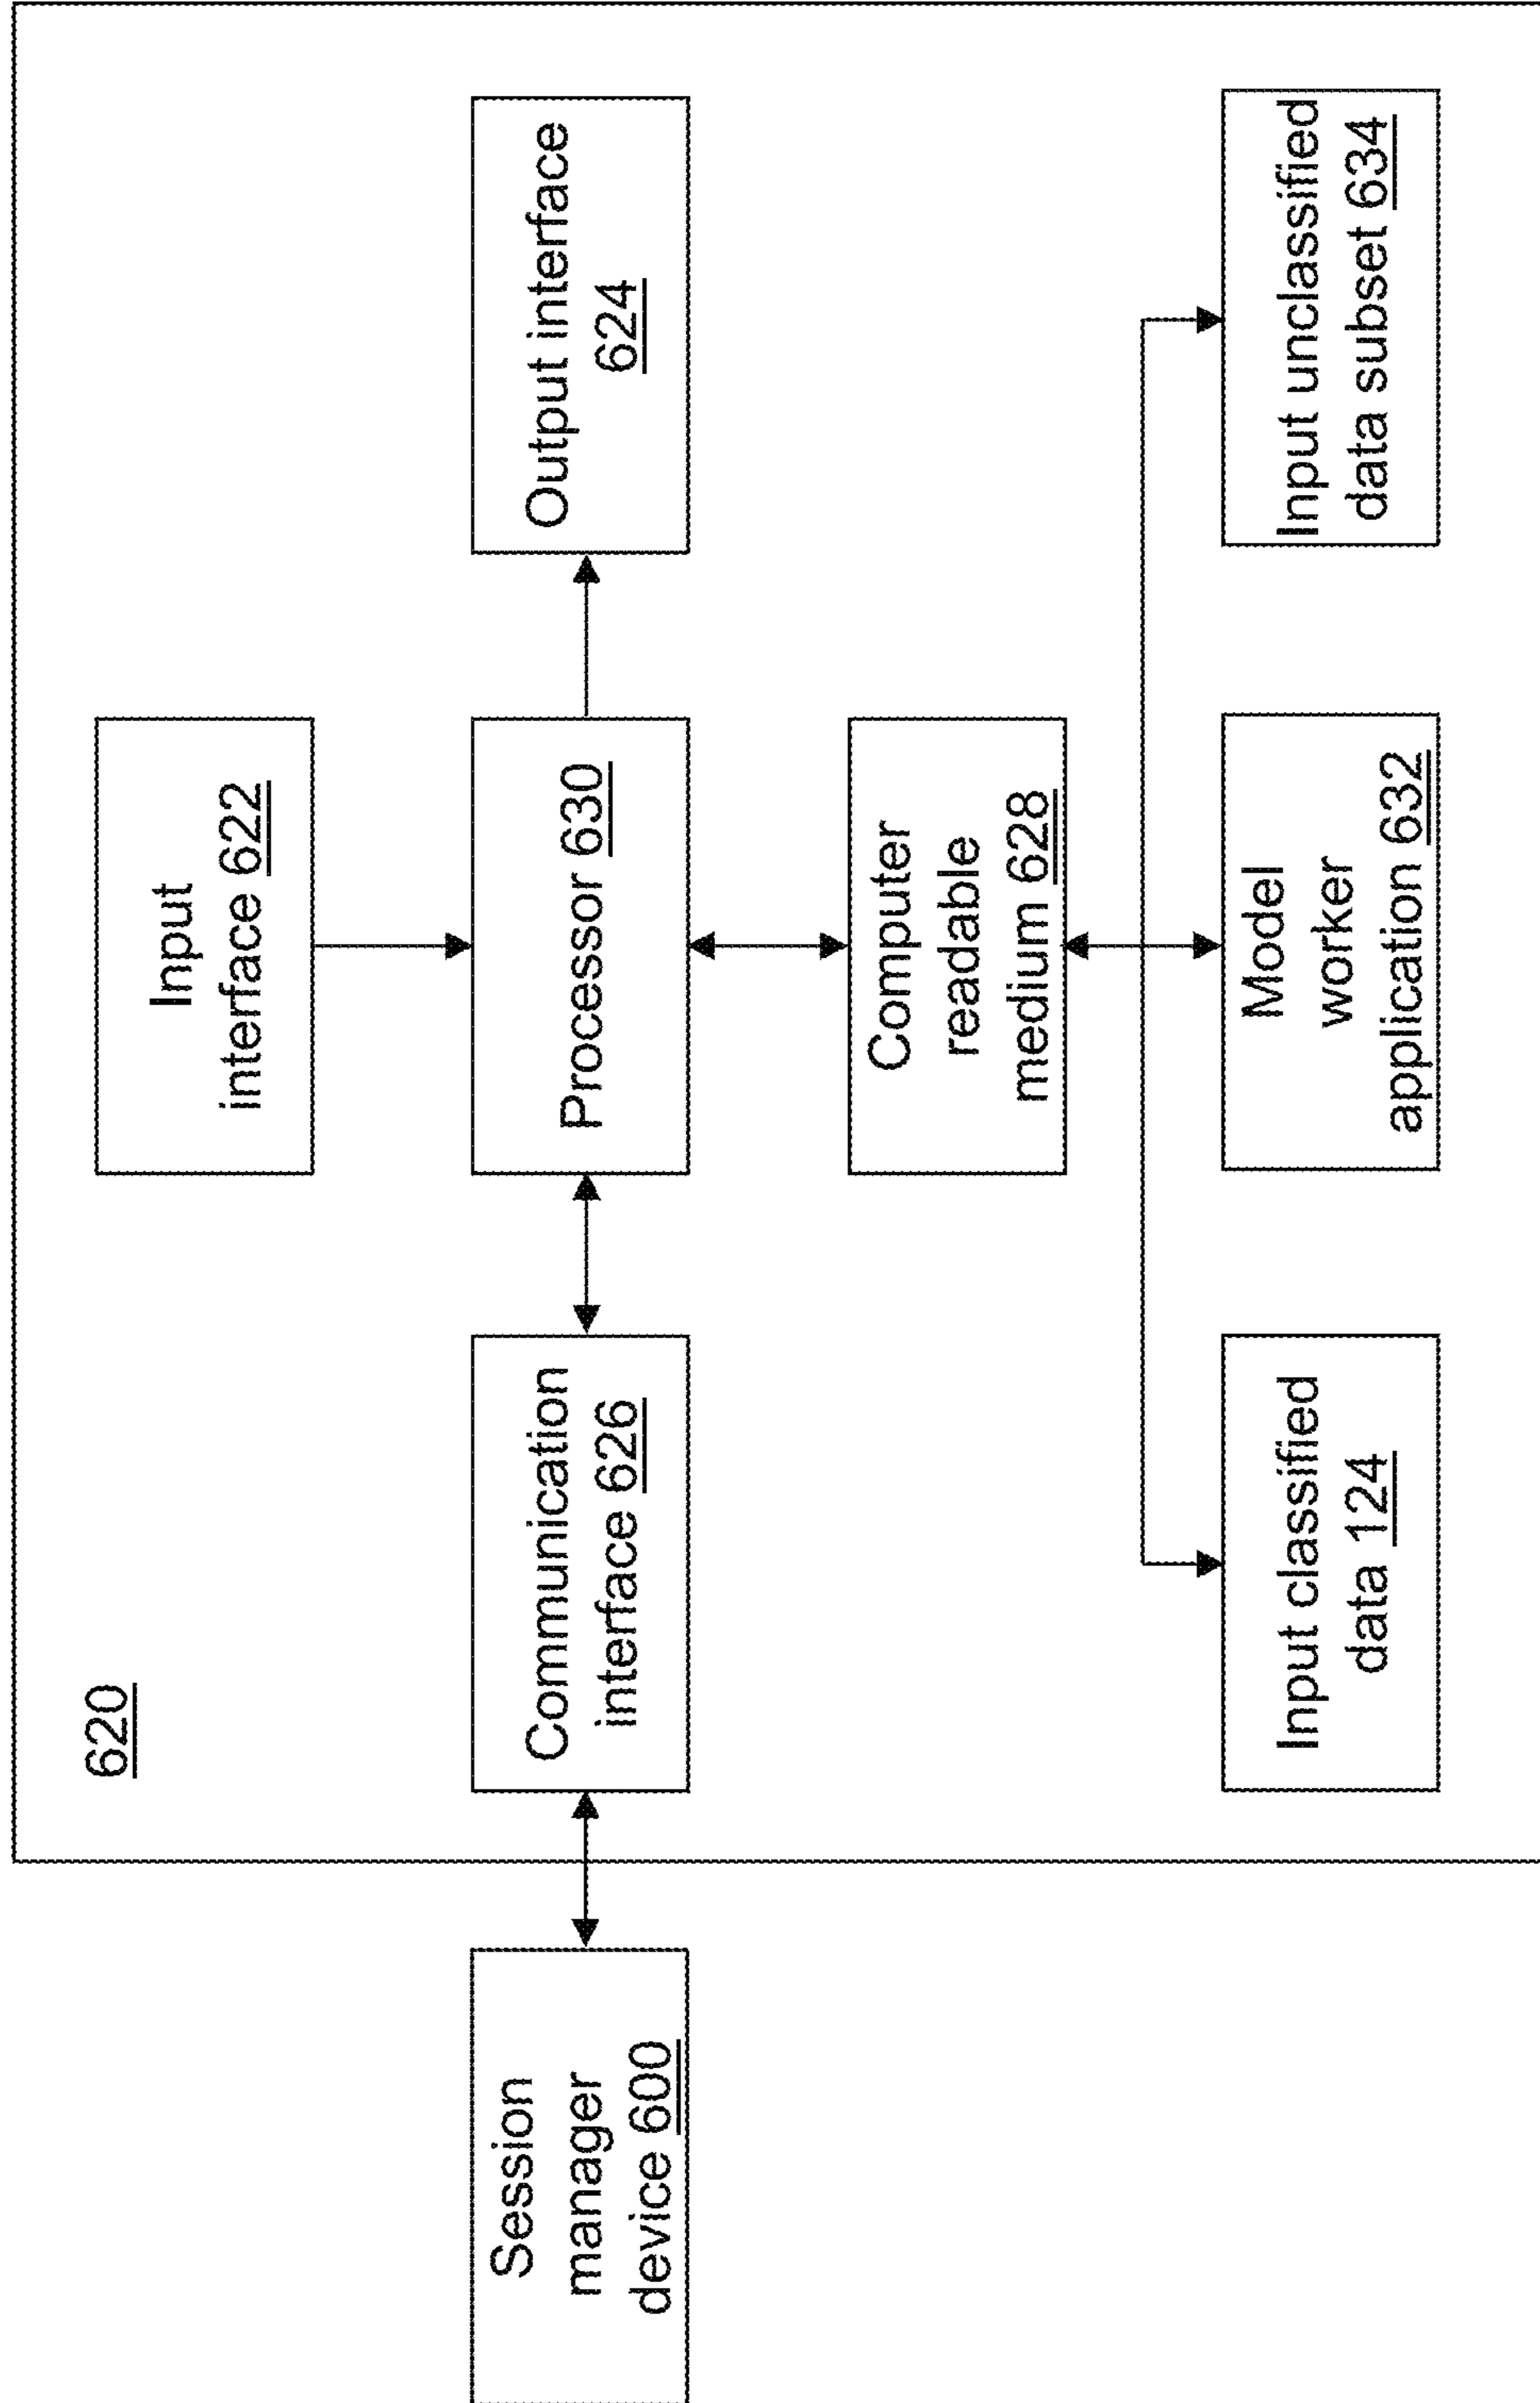 620
Input
interface 622
Session
manager
device 600
Communication
interface 626
Processor 630
Output interface
624
Computer
readable
medium 628
Input classified
data 124
Model
worker
application 632
Input unclassified
data subset 634